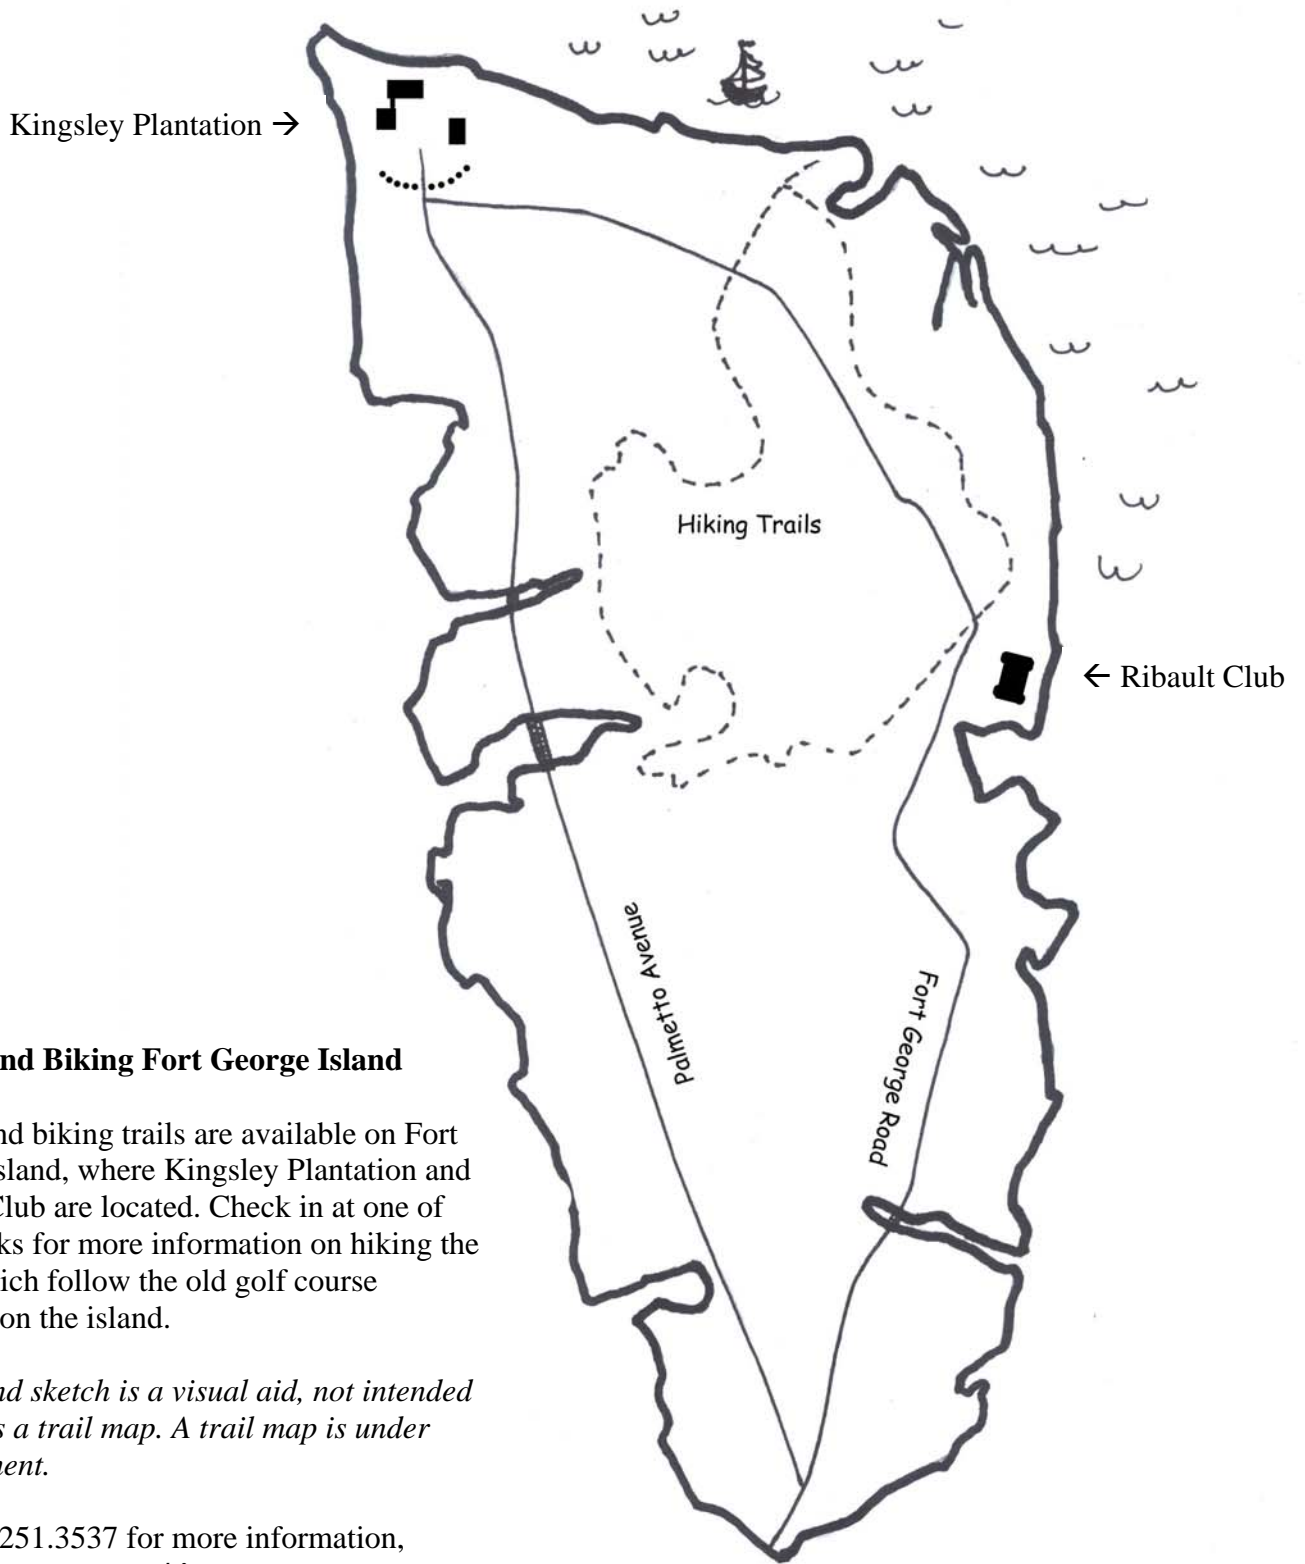 Kingsley Plantation →
Hiking Trails
← Ribault Club
Palmetto Avenue
Fort George Road
nd Biking Fort George Island
nd biking trails are available on Fort
sland, where Kingsley Plantation and
Club are located. Check in at one of
ks for more information on hiking the
ich follow the old golf course
on the island.
nd sketch is a visual aid, not intended
s a trail map. A trail map is under
ment.
251.3537 for more information,